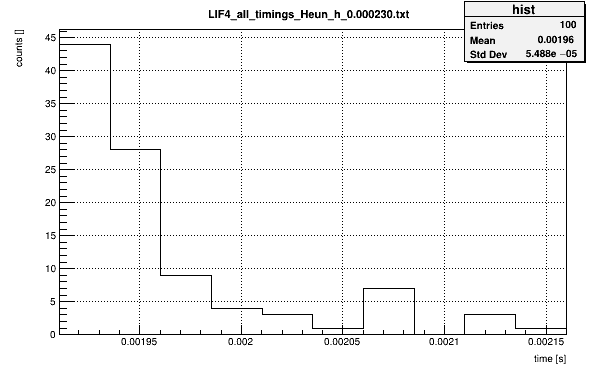 LIF4_all_timings_Heun_h_0.000230.txt
hist
Entries 100
Mean 0.00196
Std Dev 5.488e −05
counts []
45
40
35
30
25
20
15
10
5
0
0.00195 0.002 0.00205 0.0021 0.00215
time [s]